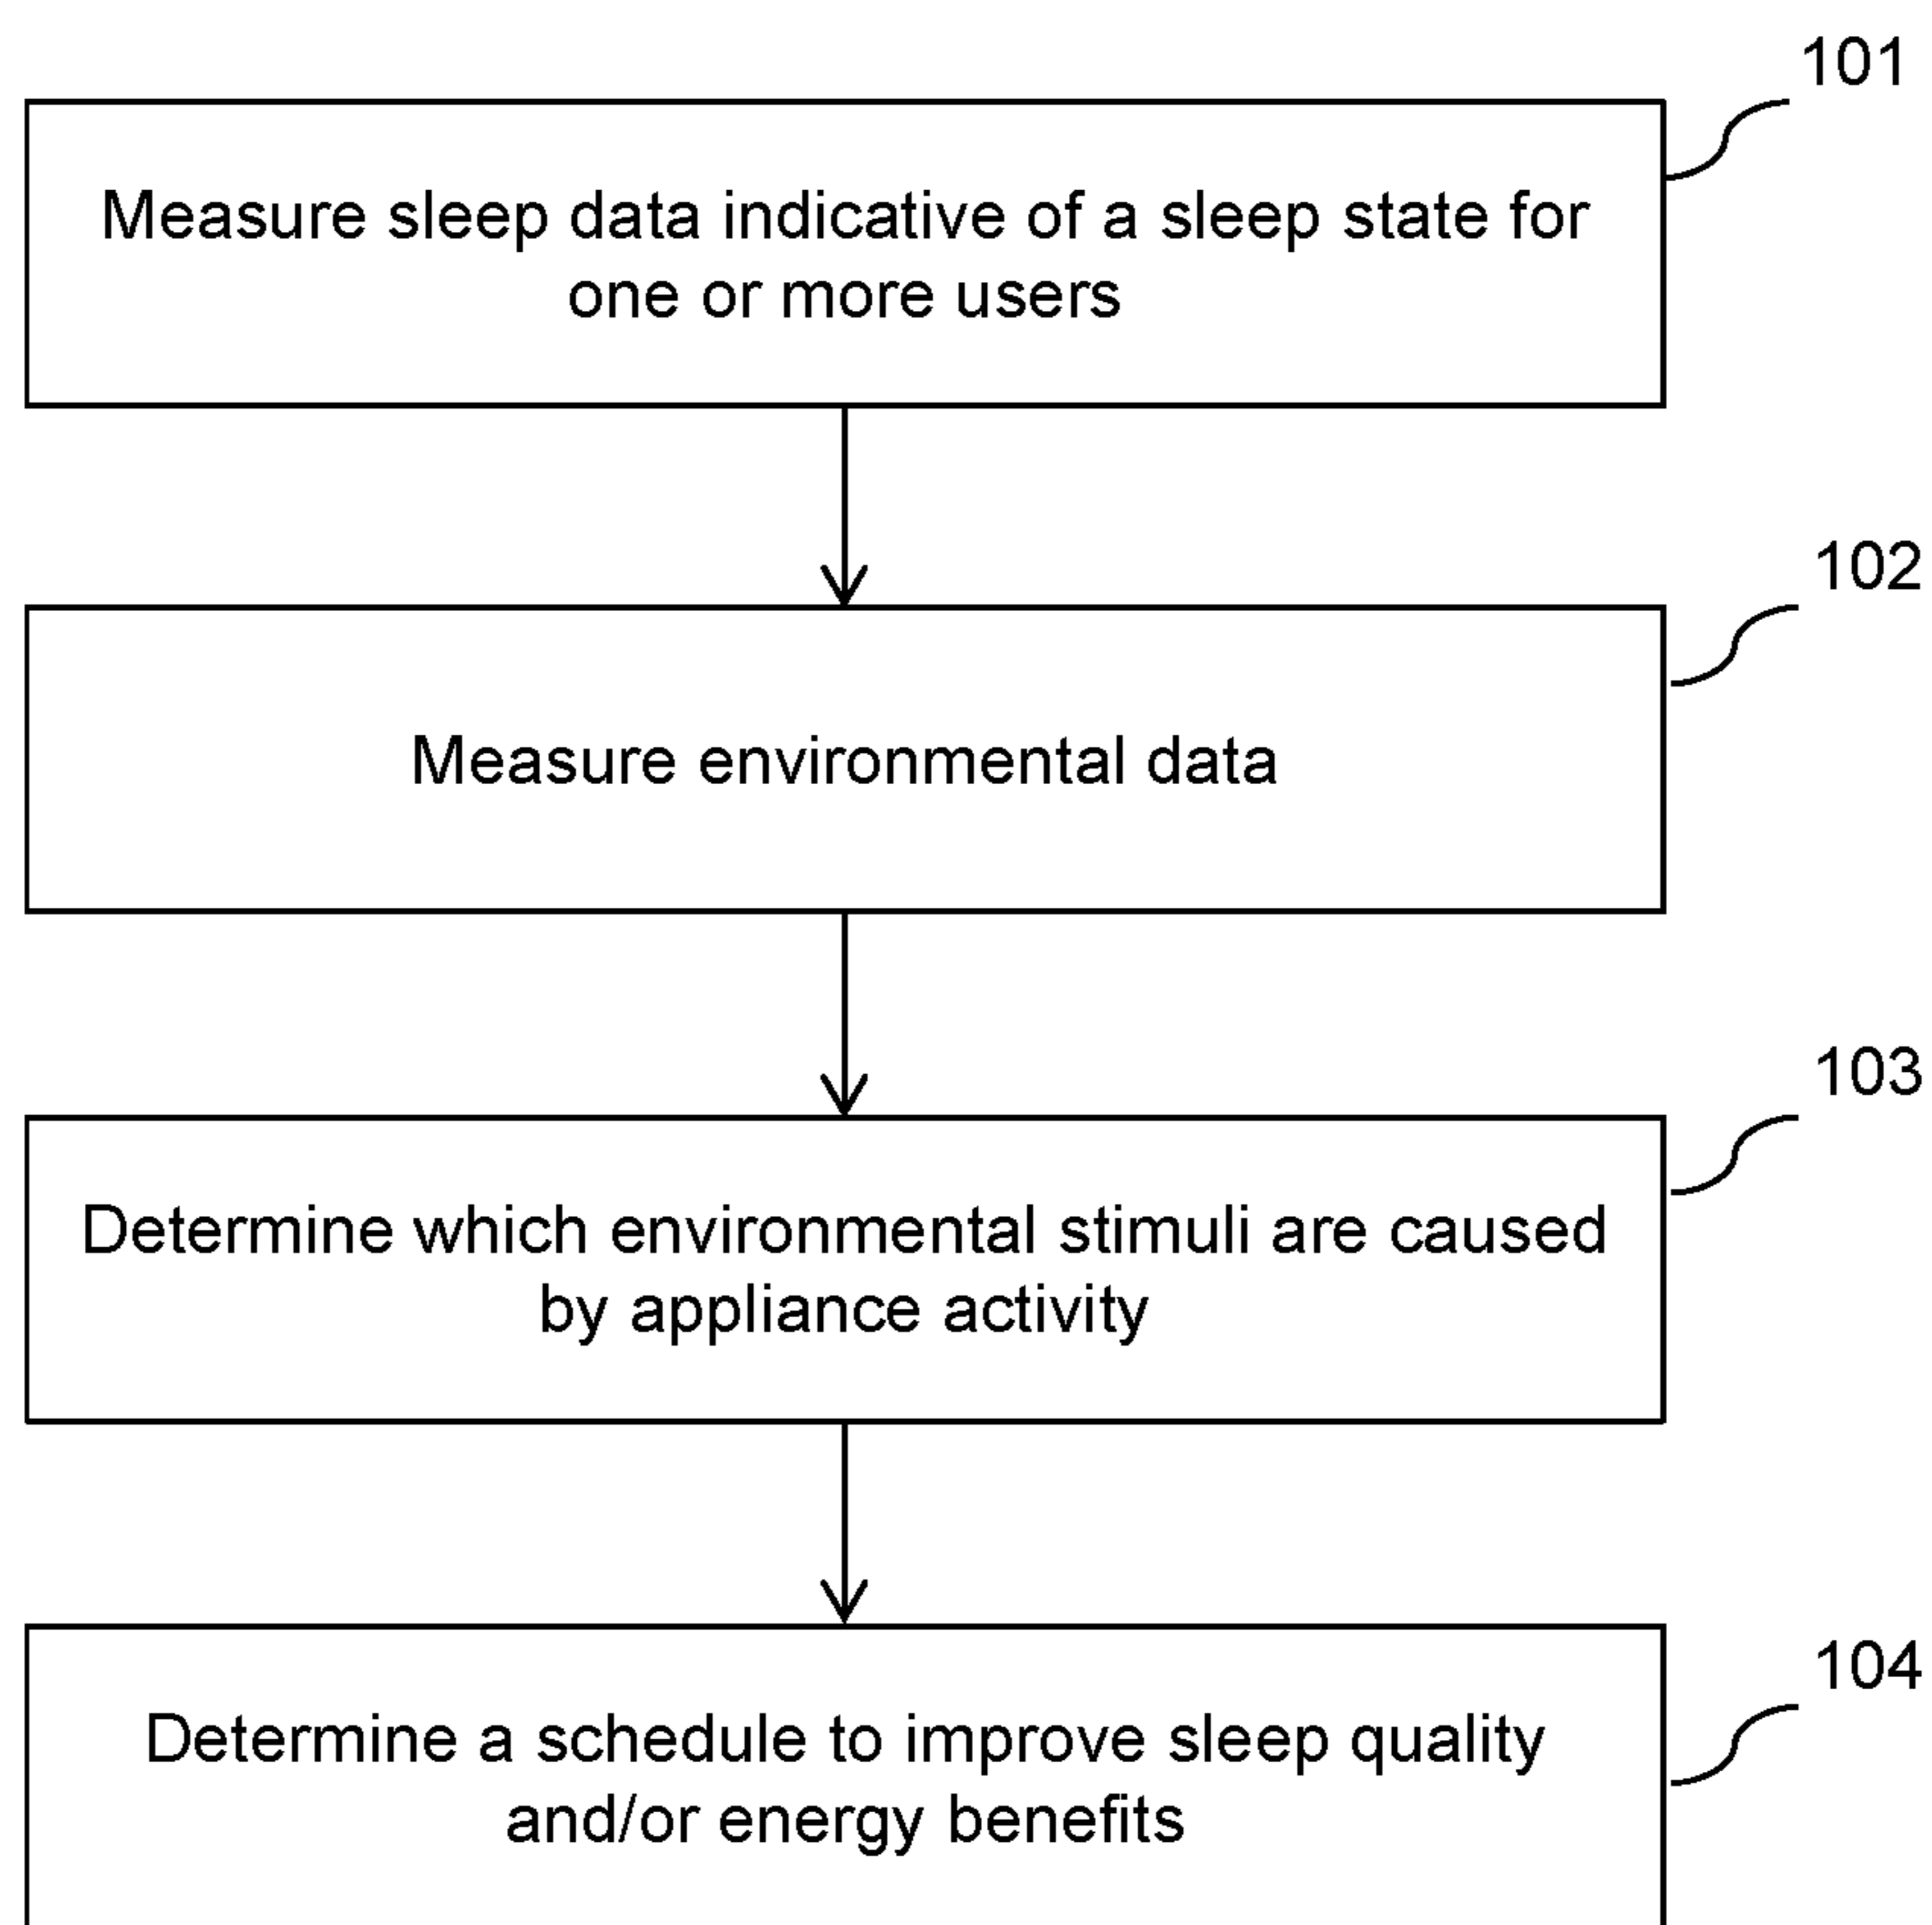 101
Measure sleep data indicative of a sleep state for
one or more users
102
Measure environmental data
103
Determine which environmental stimuli are caused
by appliance activity
104
Determine a schedule to improve sleep quality
and/or energy benefits